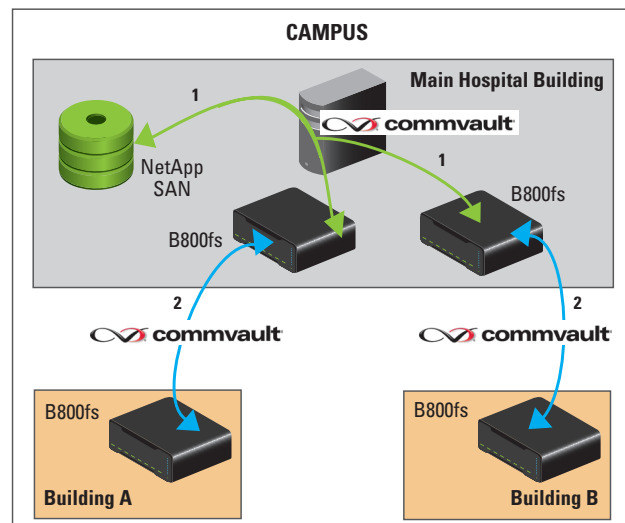 CAMPUS
Main Hospital Building
1
commvault
1
NetApp
SAN
B800fs
B800fs
2
2
commvault
commvault
B800fs
B800fs
Building A
Building B